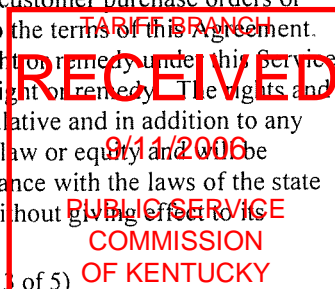 customer purchase orders or
TARIFF BRANCH
o the terms of this Agreement.
ht or remedy under this Service
RECEIVED
ight or remedy. The rights and
lative and in addition to any
law or equity and will be
9/11/2006
ance with the laws of the state
ithout giving effect to its
PUBLIC SERVICE
COMMISSION
OF KENTUCKY
3 of 5)